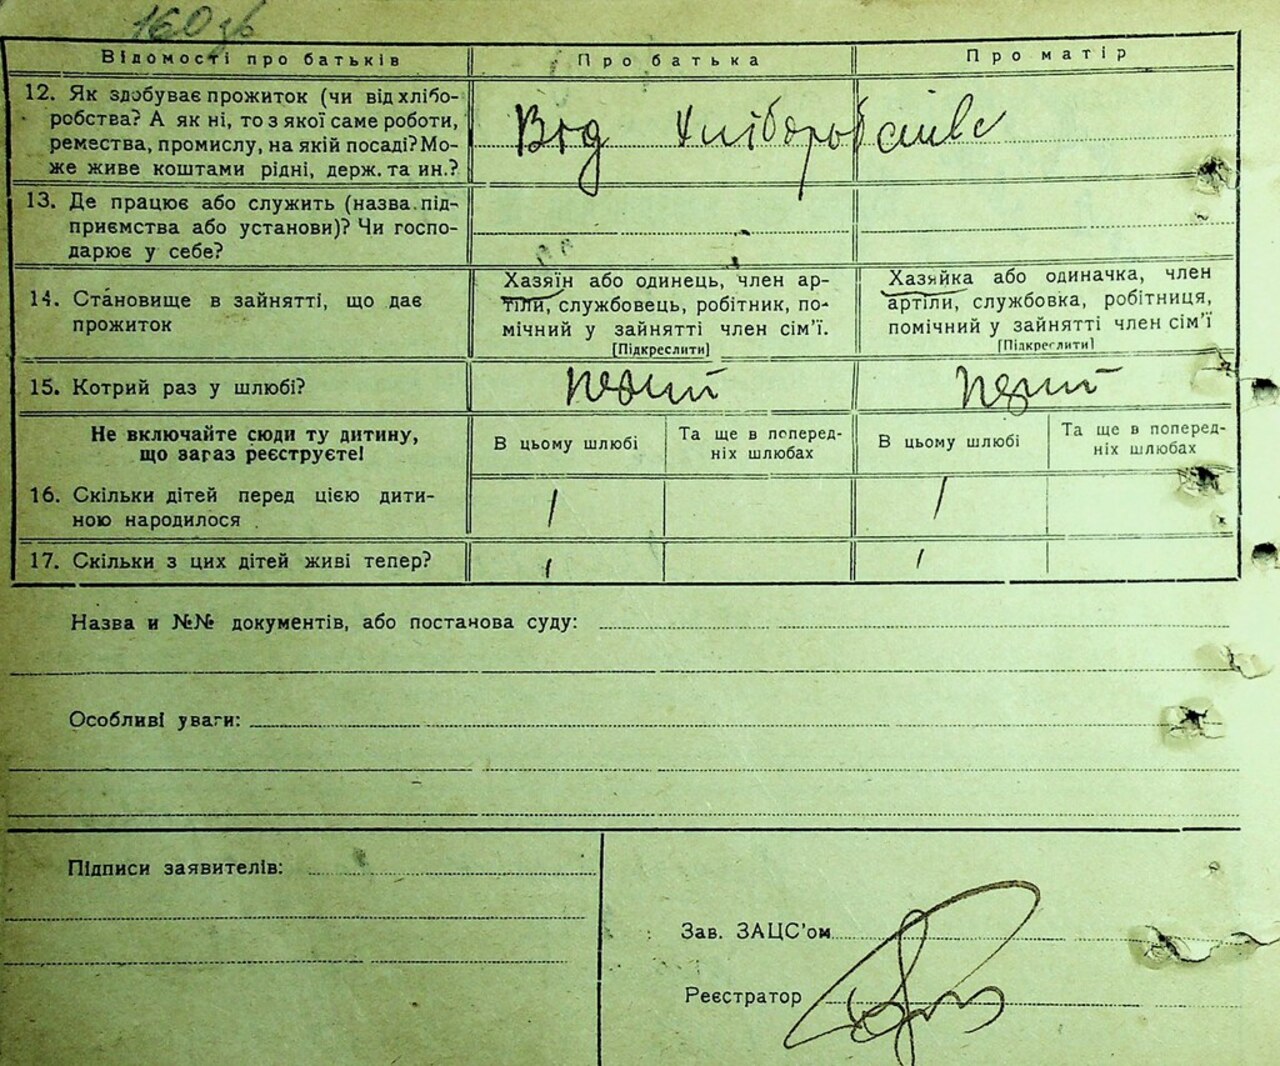 160 зв
Відомості про батьків
Про батька
Про матір
12. Як здобуває прожиток (чи від хлібо-
робства? А як ні, то з якої саме роботи,
ремества, промислу, на якій посаді? Мо-
же живе коштами рідні, держ. та ин.?
Від хліборобства
13. Де працює або служить (назва під-
приємства або установи)? Чи госпо-
дарює у себе?
14. Становище в зайнятті, що дає
прожиток
Хазяїн або одинець, член ар-
тіли, службовець, робітник, по-
мічний у зайнятті член сім'ї.
[Підкреслити]
Хазяйка або одиначка, член
артіли, службовка, робітниця,
помічний у зайнятті член сім'ї
[Підкреслити]
15. Котрий раз у шлюбі?
Не включайте сюди ту дитину,
що загаз реєструєте!
В цьому шлюбі
Та ще в поперед-
ніх шлюбах
В цьому шлюбі
Та ще в поперед-
ніх шлюбах
16. Скільки дітей перед цією дити-
ною народилося
1
1
17. Скільки з цих дітей живі тепер?
1
1
Назва и №№ документів, або постанова суду:
Особливі уваги:
Підписи заявителів:
Зав. ЗАЦС'ом
Реєстратор